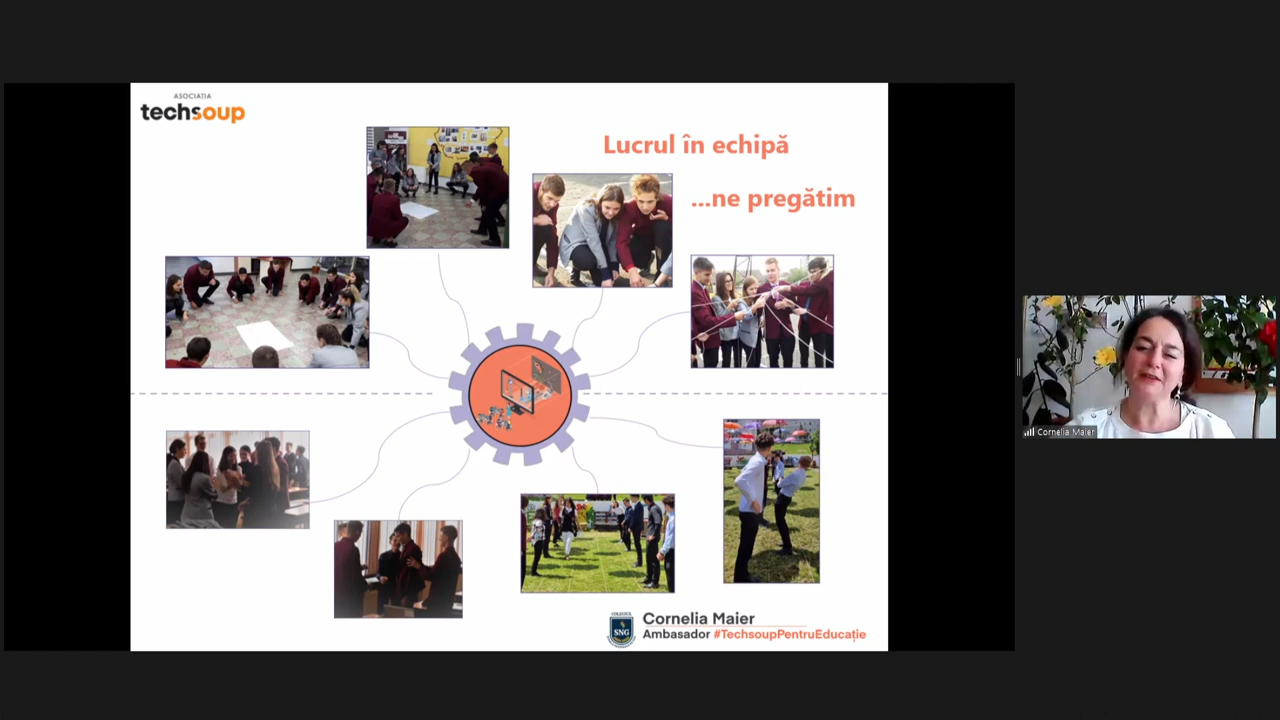 ASOCIAȚIA
techsoup
Lucrul în echipă
...ne pregătim
COLEGIUL
SNG
Cornelia Maier
Ambasador #TechsoupPentruEducație
Cornelia Maier